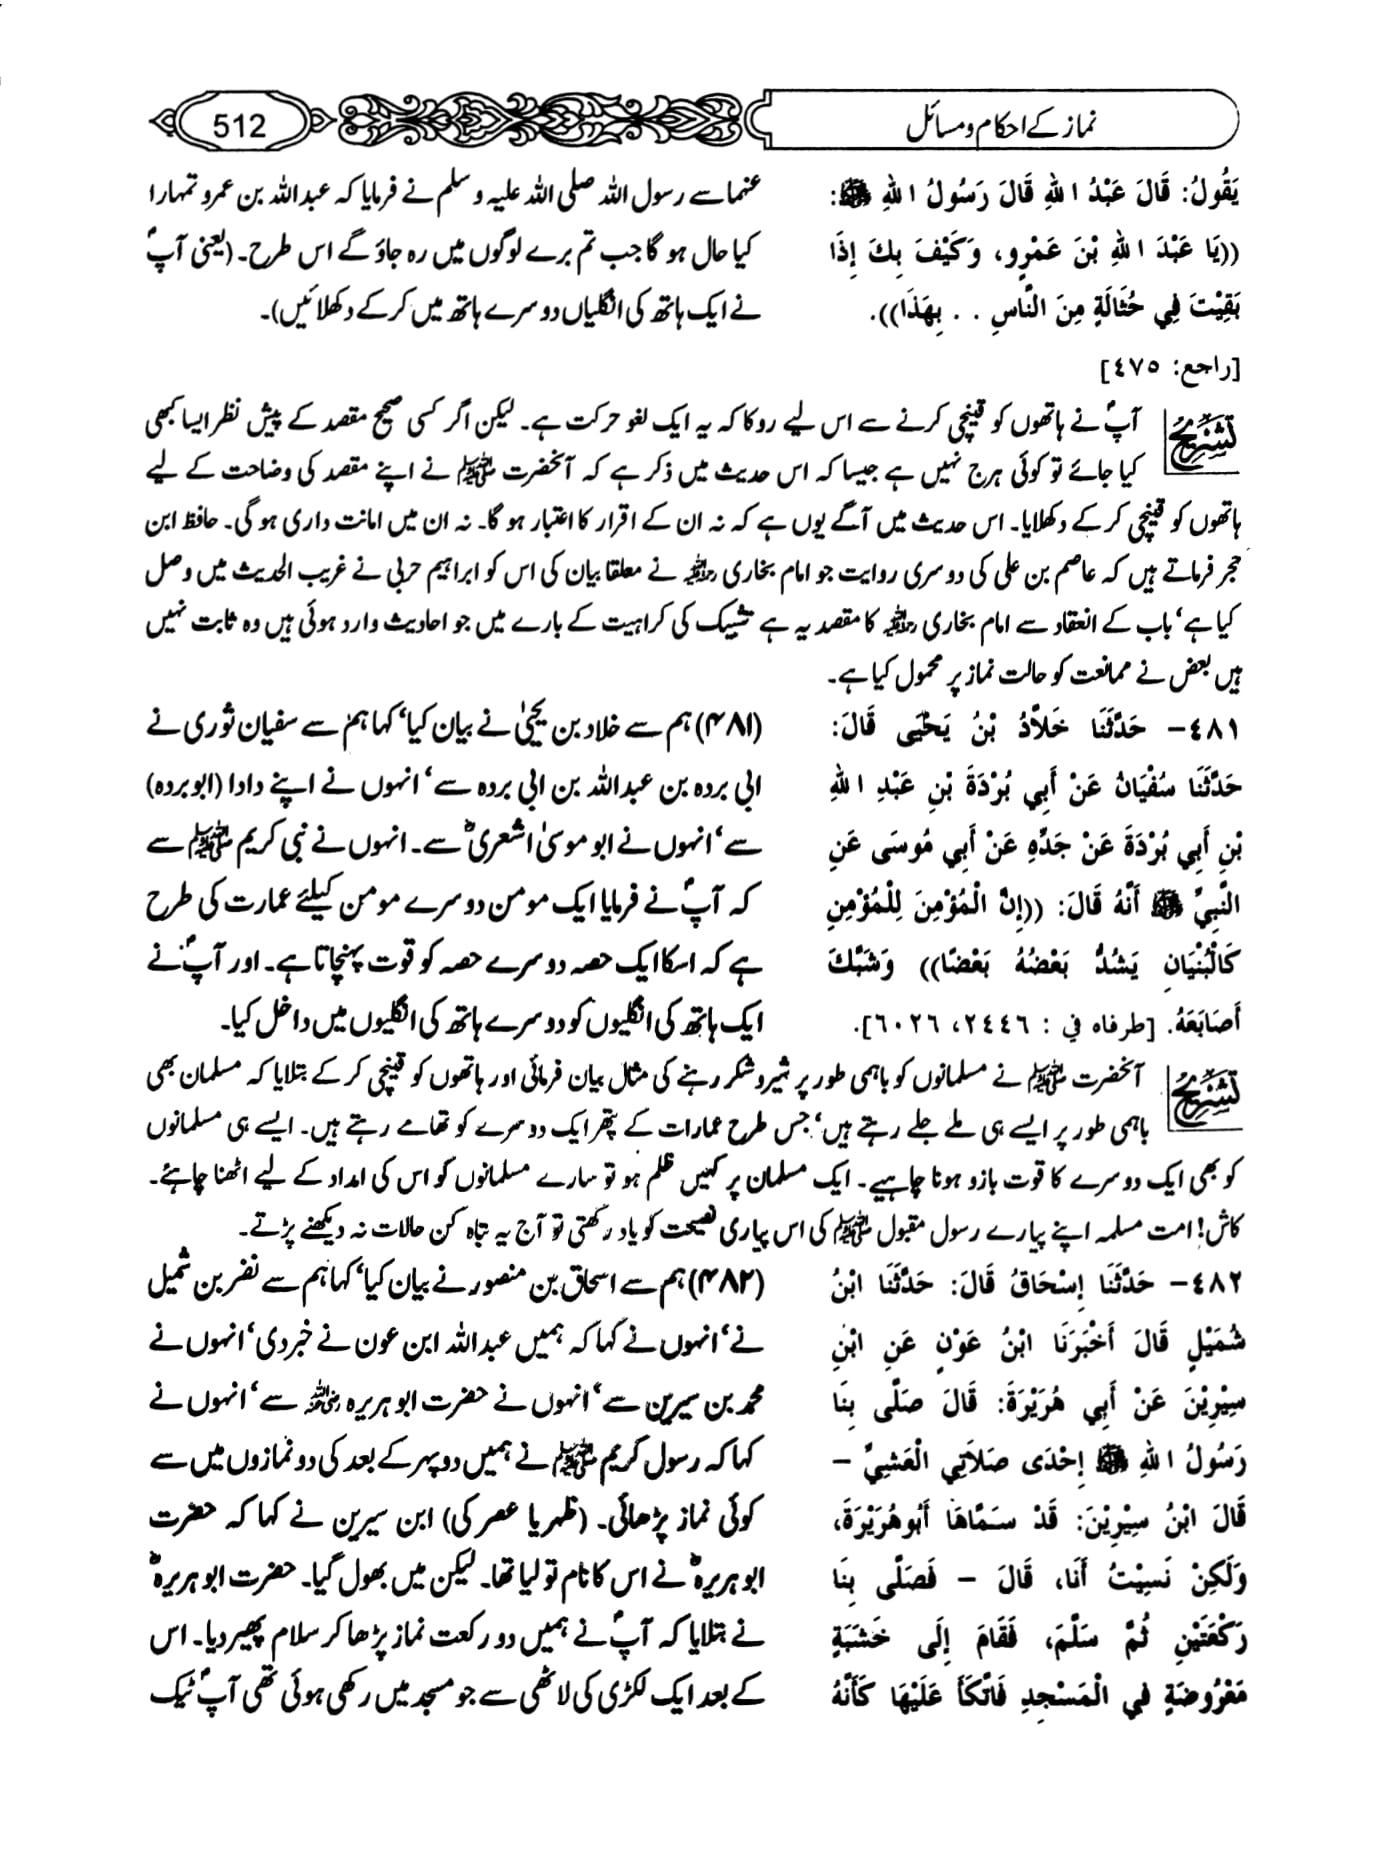 نماز کے احکام و مسائل
512
يَقُولُ: قَالَ عَبْدُ اللهِ قَالَ رَسُولُ اللهِ ﷺ:
((يَا عَبْدَ اللهِ بْنَ عَمْرٍو، وَكَيْفَ بِكَ إِذَا
بَقِيْتَ فِي حُثَالَةٍ مِنَ النَّاسِ . . بِهَذَا)).
[راجع: ٤٧٥]
عنہما سے رسول اللہ صلی اللہ علیہ و سلم نے فرمایا کہ عبداللہ بن عمرو تمہارا
کیا حال ہو گا جب تم برے لوگوں میں رہ جاؤ گے اس طرح۔ (یعنی آپؐ
نے ایک ہاتھ کی انگلیاں دوسرے ہاتھ میں کر کے دکھلائیں)۔
تشریح آپؐ نے ہاتھوں کو قینچی کرنے سے اس لیے روکا کہ یہ ایک لغو حرکت ہے۔ لیکن اگر کسی صحیح مقصد کے پیش نظر ایسا کبھی
کیا جائے تو کوئی ہرج نہیں ہے جیسا کہ اس حدیث میں ذکر ہے کہ آنحضرت ﷺ نے اپنے مقصد کی وضاحت کے لیے
ہاتھوں کو قینچی کر کے دکھلایا۔ اس حدیث میں آگے یوں ہے کہ نہ ان کے اقرار کا اعتبار ہو گا۔ نہ ان میں امانت داری ہو گی۔ حافظ ابن
حجر فرماتے ہیں کہ عاصم بن علی کی دوسری روایت جو امام بخاری رحمہ اللہ نے معلقا بیان کی اس کو ابراہیم حربی نے غریب الحدیث میں وصل
کیا ہے' باب کے انعقاد سے امام بخاری رحمہ اللہ کا مقصد یہ ہے تشبیک کی کراہیت کے بارے میں جو احادیث وارد ہوئی ہیں وہ ثابت نہیں
ہیں بعض نے ممانعت کو حالت نماز پر محمول کیا ہے۔
٤٨١- حَدَّثَنَا خَلاَّدُ بْنُ يَحْيَى قَالَ:
حَدَّثَنَا سُفْيَانُ عَنْ أَبِي بُرْدَةَ بْنِ عَبْدِ اللهِ
بْنِ أَبِي بُرْدَةَ عَنْ جَدِّهِ عَنْ أَبِي مُوسَى عَنِ
النَّبِيِّ ﷺ أَنَّهُ قَالَ: ((إِنَّ الْمُؤْمِنَ لِلْمُؤْمِنِ
كَالْبُنْيَانِ يَشُدُّ بَعْضُهُ بَعْضًا)) وَشَبَّكَ
أَصَابَعَهُ. [طرفاه في : ٢٤٤٦، ٦٠٢٦].
(۴۸۱) ہم سے خلاد بن یحییٰ نے بیان کیا' کہا ہم سے سفیان ثوری نے
ابی بردہ بن عبداللہ بن ابی بردہ سے' انہوں نے اپنے دادا (ابوبردہ)
سے' انہوں نے ابو موسیٰ اشعریؓ سے۔ انہوں نے نبی کریم ﷺ سے
کہ آپؐ نے فرمایا ایک مومن دوسرے مومن کیلئے عمارت کی طرح
ہے کہ اسکا ایک حصہ دوسرے حصہ کو قوت پہنچاتا ہے۔ اور آپؐ نے
ایک ہاتھ کی انگلیوں کو دوسرے ہاتھ کی انگلیوں میں داخل کیا۔
تشریح آنحضرت ﷺ نے مسلمانوں کو باہمی طور پر شیر و شکر رہنے کی مثال بیان فرمائی اور ہاتھوں کو قینچی کر کے بتلایا کہ مسلمان بھی
باہمی طور پر ایسے ہی ملے جلے رہتے ہیں' جس طرح عمارات کے پتھر ایک دوسرے کو تھامے رہتے ہیں۔ ایسے ہی مسلمانوں
کو بھی ایک دوسرے کا قوت بازو ہونا چاہیے۔ ایک مسلمان پر کہیں ظلم ہو تو سارے مسلمانوں کو اس کی امداد کے لیے اٹھنا چاہئے۔
کاش! امت مسلمہ اپنے پیارے رسول مقبول ﷺ کی اس پیاری نصیحت کو یاد رکھتی تو آج یہ تباہ کن حالات نہ دیکھنے پڑتے۔
٤٨٢- حَدَّثَنَا إِسْحَاقُ قَالَ: حَدَّثَنَا ابْنُ
شُمَيْلٍ قَالَ أَخْبَرَنَا ابْنُ عَوْنٍ عَنِ ابْنِ
سِيْرِيْنَ عَنْ أَبِي هُرَيْرَةَ: قَالَ صَلَّى بِنَا
رَسُولُ اللهِ ﷺ إِحْدَى صَلاَتَيِ الْعَشِيِّ –
قَالَ ابْنُ سِيْرِيْنَ: قَدْ سَمَّاهَا أَبُوهُرَيْرَةَ،
وَلَكِنْ نَسِيْتُ أَنَا، قَالَ – فَصَلَّى بِنَا
رَكْعَتَيْنِ ثُمَّ سَلَّمَ، فَقَامَ إِلَى خَشَبَةٍ
مَعْرُوضَةٍ فِي الْمَسْجِدِ فَاتَّكَأَ عَلَيْهَا كَأَنَّهُ
(۴۸۲) ہم سے اسحاق بن منصور نے بیان کیا' کہا ہم سے نضر بن شمیل
نے' انہوں نے کہا کہ ہمیں عبداللہ ابن عون نے خبر دی' انہوں نے
محمد بن سیرین سے' انہوں نے حضرت ابو ہریرہ رضی اللہ عنہ سے' انہوں نے
کہا کہ رسول کریم ﷺ نے ہمیں دوپہر کے بعد کی دو نمازوں میں سے
کوئی نماز پڑھائی۔ (ظہر یا عصر کی) ابن سیرین نے کہا کہ حضرت
ابو ہریرہؓ نے اس کا نام تو لیا تھا۔ لیکن میں بھول گیا۔ حضرت ابو ہریرہؓ
نے بتلایا کہ آپؐ نے ہمیں دو رکعت نماز پڑھا کر سلام پھیر دیا۔ اس
کے بعد ایک لکڑی کی لاٹھی سے جو مسجد میں رکھی ہوئی تھی آپؐ ٹیک